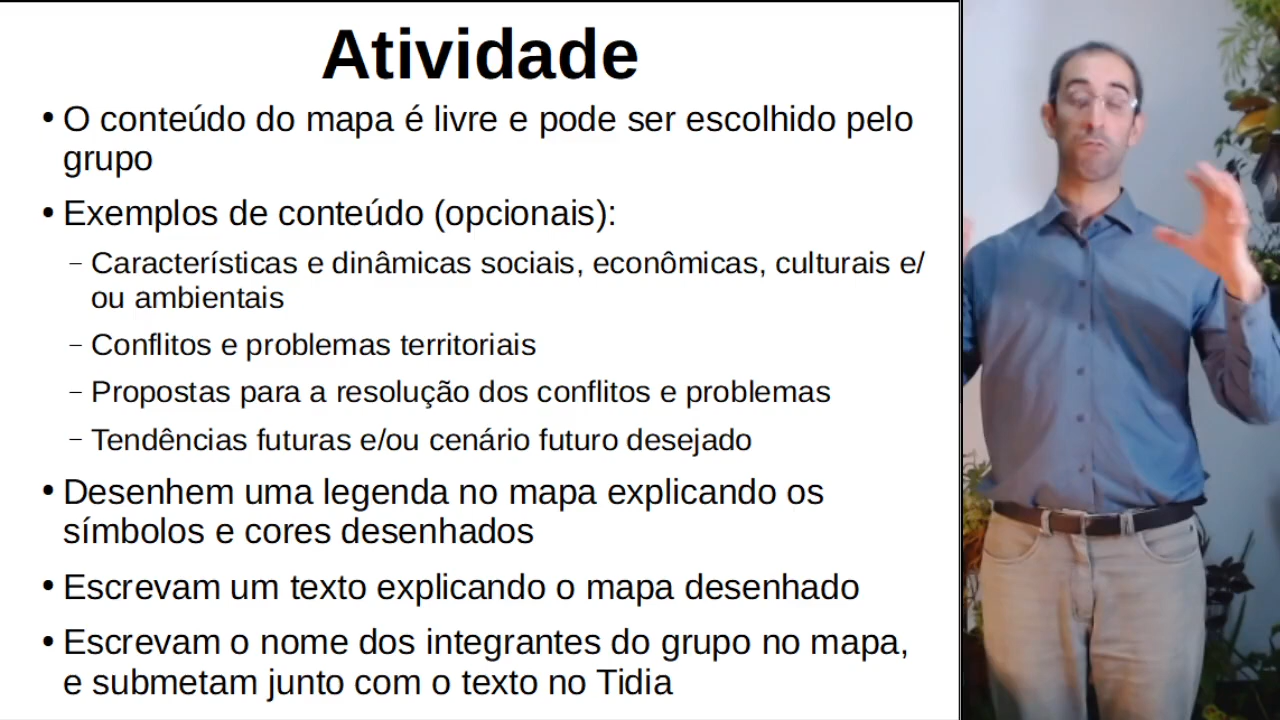 Atividade
• O conteúdo do mapa é livre e pode ser escolhido pelo
grupo
• Exemplos de conteúdo (opcionais):
– Características e dinâmicas sociais, econômicas, culturais e/
ou ambientais
– Conflitos e problemas territoriais
– Propostas para a resolução dos conflitos e problemas
– Tendências futuras e/ou cenário futuro desejado
• Desenhem uma legenda no mapa explicando os
símbolos e cores desenhados
• Escrevam um texto explicando o mapa desenhado
• Escrevam o nome dos integrantes do grupo no mapa,
e submetam junto com o texto no Tidia